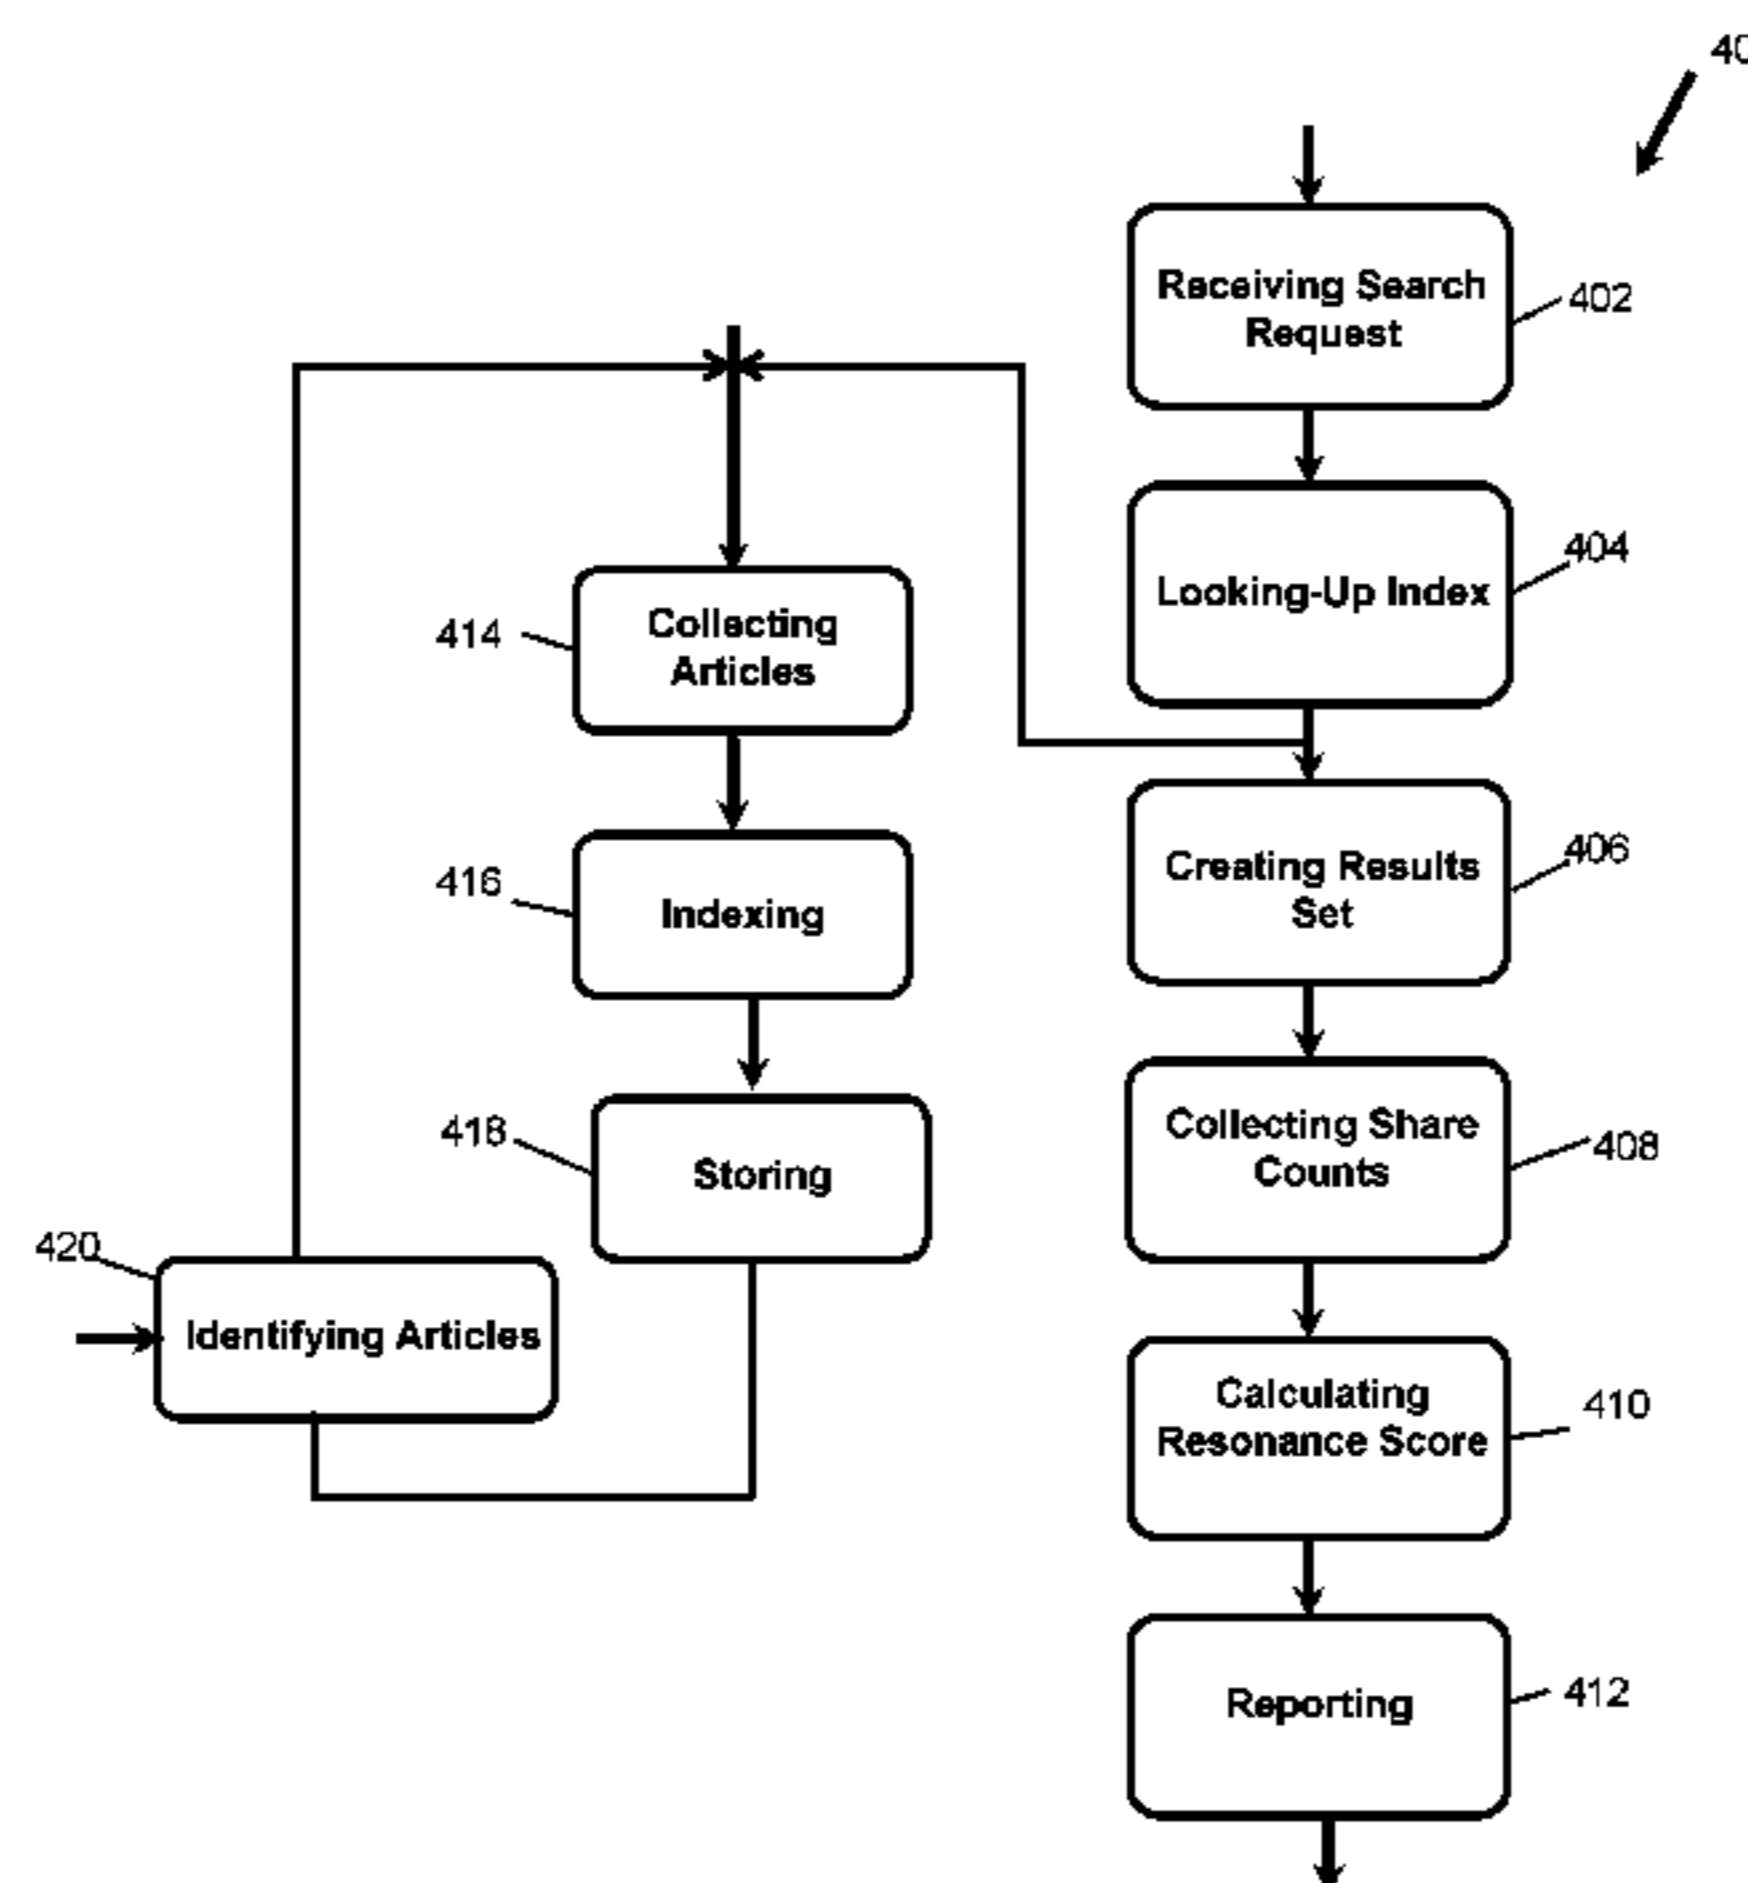 40
Receiving Search
Request
402
Looking-Up Index
404
414
Collecting
Articles
416
Indexing
Creating Results
Set
406
418
Storing
Collecting Share
Counts
408
420
Identifying Articles
Calculating
Resonance Score
410
Reporting
412